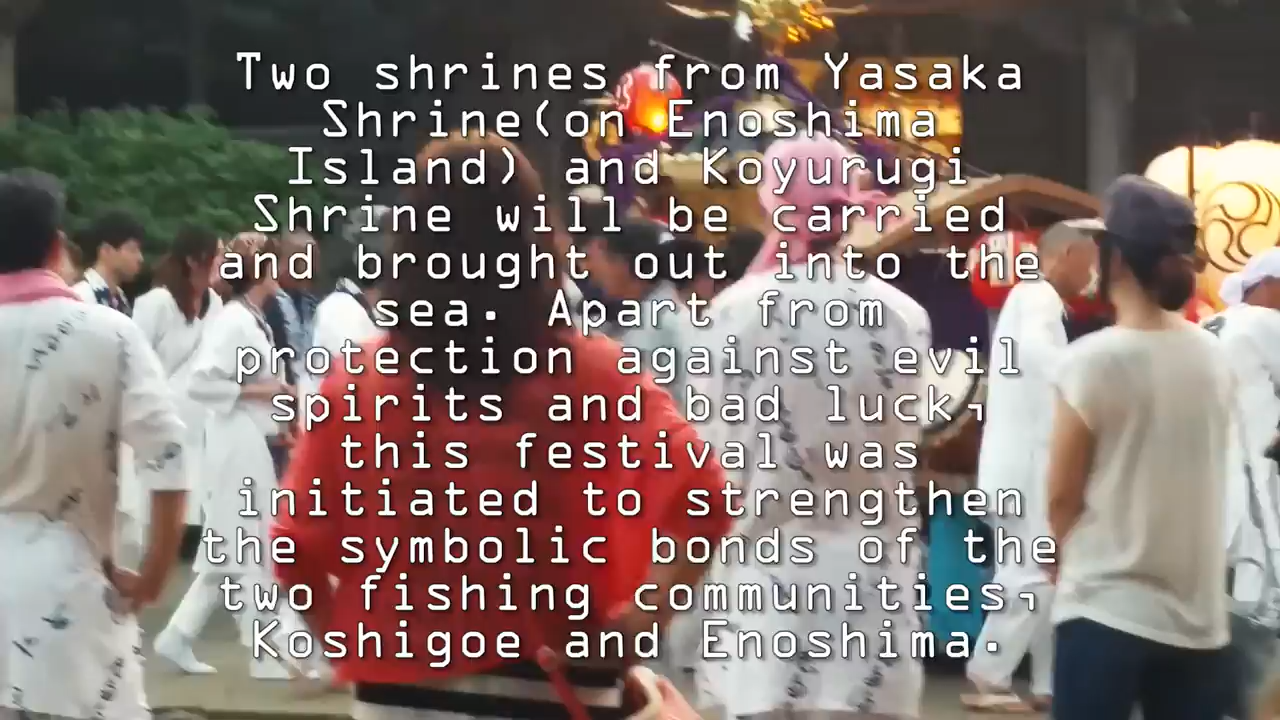 Two shrines from Yasaka
Shrine(on Enoshima
Island) and Koyurugi
Shrine will be carried
and brought out into the
sea. Apart from
protection against evil
spirits and bad luck,
this festival was
initiated to strengthen
the symbolic bonds of the
two fishing communities,
Koshigoe and Enoshima.